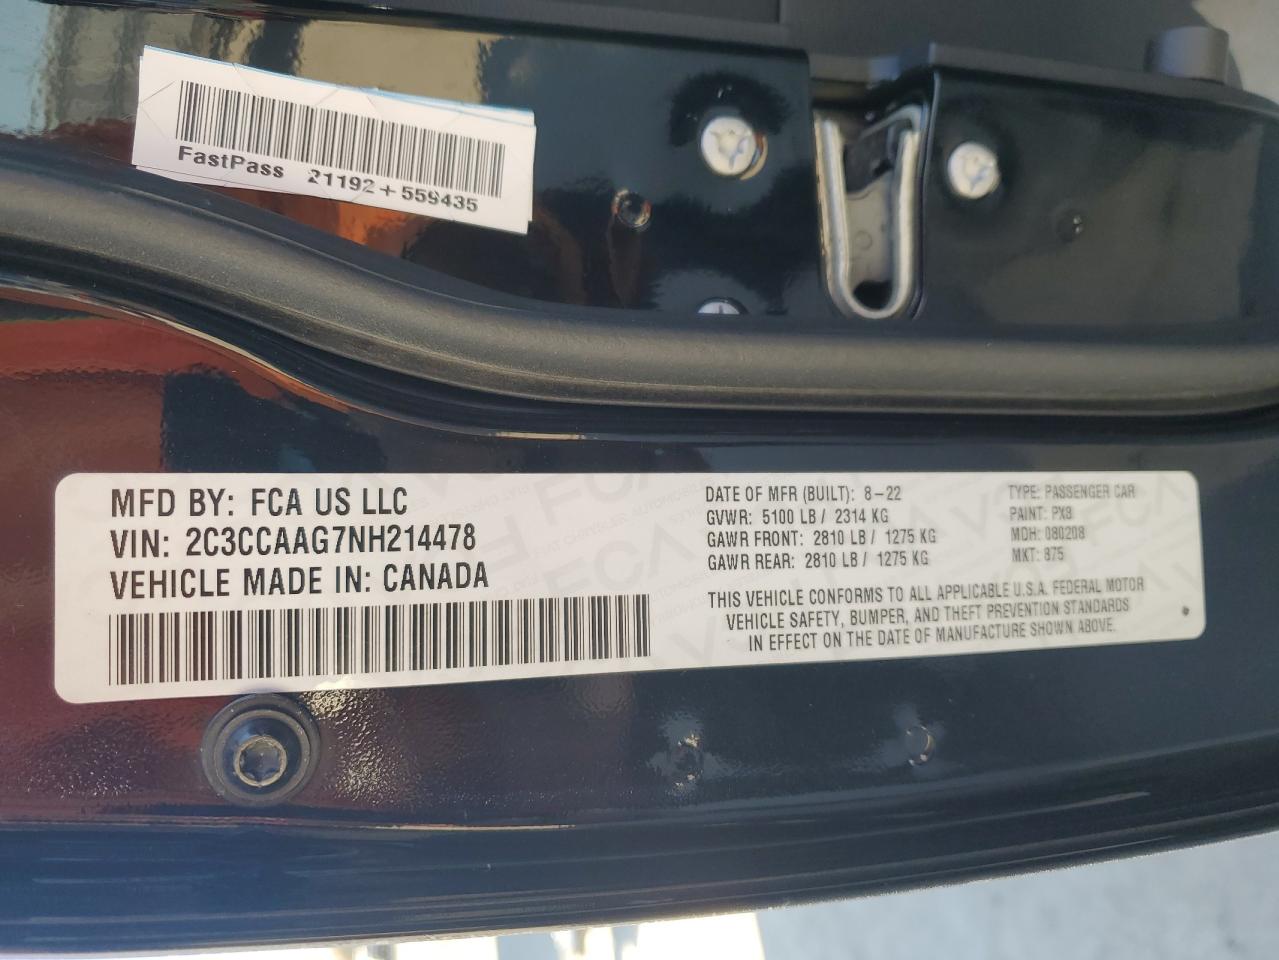 FastPass 21192+559435
MFD BY: FCA US LLC
VIN: 2C3CCAAG7NH214478
VEHICLE MADE IN: CANADA
DATE OF MFR (BUILT): 8-22
GVWR: 5100 LB / 2314 KG
GAWR FRONT: 2810 LB / 1275 KG
GAWR REAR: 2810 LB / 1275 KG
TYPE: PASSENGER CAR
PAINT: PX8
MDH: 080208
MKT: 875
THIS VEHICLE CONFORMS TO ALL APPLICABLE U.S.A. FEDERAL MOTOR
VEHICLE SAFETY, BUMPER, AND THEFT PREVENTION STANDARDS
IN EFFECT ON THE DATE OF MANUFACTURE SHOWN ABOVE.